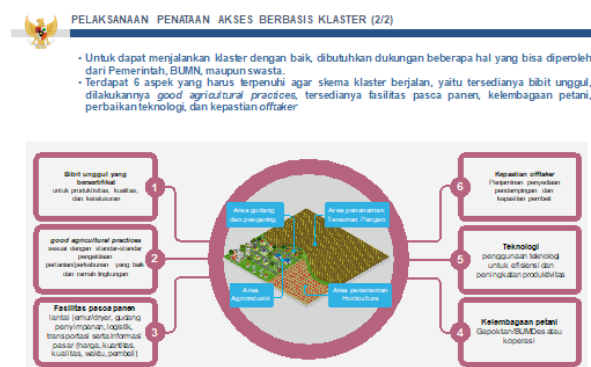 PELAKSANAAN PENATAAN AKSES BERBASIS KLASTER (2/2)
• Untuk dapat menjalankan klaster dengan baik, dibutuhkan dukungan beberapa hal yang bisa diperoleh
dari Pemerintah, BUMN, maupun swasta.
• Terdapat 6 aspek yang harus terpenuhi agar skema klaster berjalan, yaitu tersedianya bibit unggul,
dilakukannya good agricultural practices, tersedianya fasilitas pasca panen, kelembagaan petani,
perbaikan teknologi, dan kepastian offtaker
Bibit unggul yang
bersertifikat
untuk produktivitas, kualitas,
dan ketelusuran
1
good agricultural practices
sesuai dengan standar-standar
pengelolaan
pertanian/perkebunan yang baik
dan ramah lingkungan
2
Fasilitas pasca panen
lantai jemur/dryer, gudang
penyimpanan, logistik,
transportasi serta informasi
pasar (harga, kuantitas,
kualitas, waktu, pembeli)
3
Area gudang
dan pengering
Area penanaman
Tanaman Pangan
Area
Agroindustri
Area penanaman
Hortikultura
6
Kepastian offtaker
Penjaminan penyediaan
pendampingan dan
kepastian pembeli
5
Teknologi
penggunaan teknologi
untuk efisiensi dan
peningkatan produktivitas
4
Kelembagaan petani
Gapoktan/BUMDes atau
koperasi